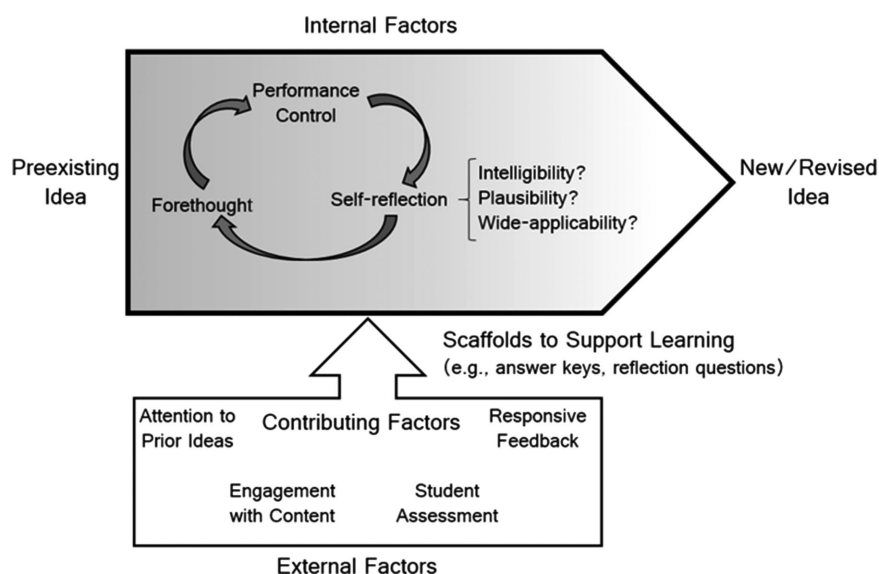 Internal Factors
Performance
Control
Preexisting
Idea
Forethought
Self-reflection
Intelligibility?
Plausibility?
Wide-applicability?
New/Revised
Idea
Scaffolds to Support Learning
(e.g., answer keys, reflection questions)
Attention to
Prior Ideas
Contributing Factors
Responsive
Feedback
Engagement
with Content
Student
Assessment
External Factors